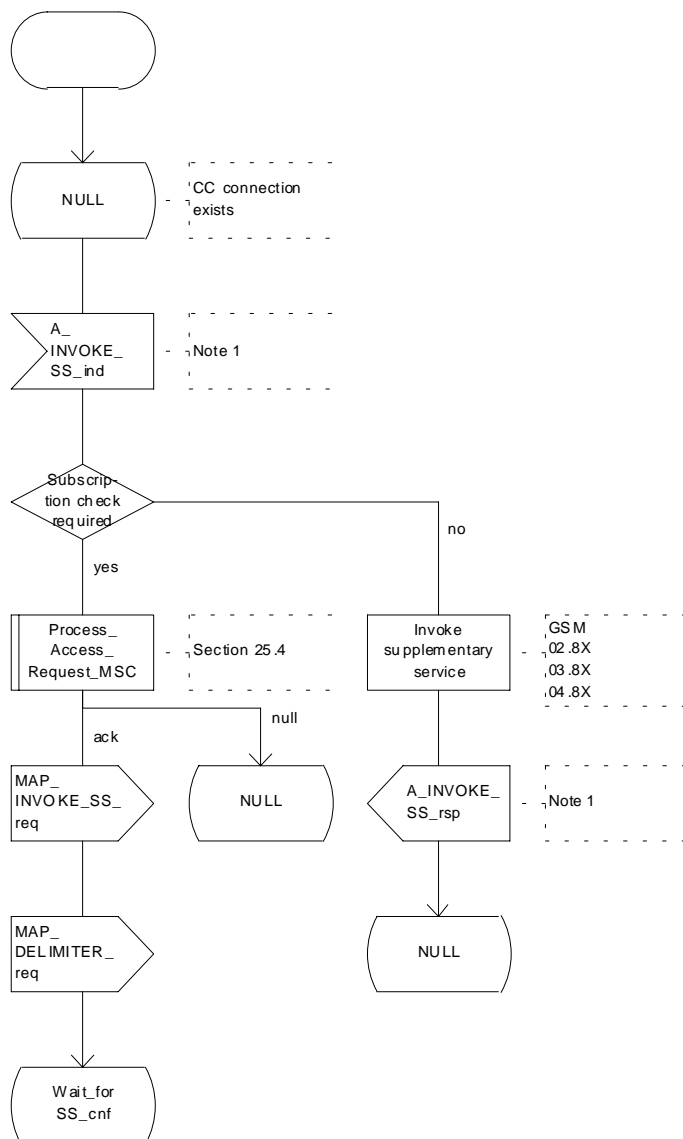 NULL
CC connection
exists
A_
INVOKE_
SS_ind
Note 1
Subscrip-
tion check
required
no
yes
Process_
Access_
Request_MSC
Section 25.4
Invoke
supplementary
service
GSM
02.8X
03.8X
04.8X
null
ack
MAP_
INVOKE_SS_
req
NULL
A_INVOKE_
SS_rsp
Note 1
MAP_
DELIMITER_
req
NULL
Wait_for
SS_cnf